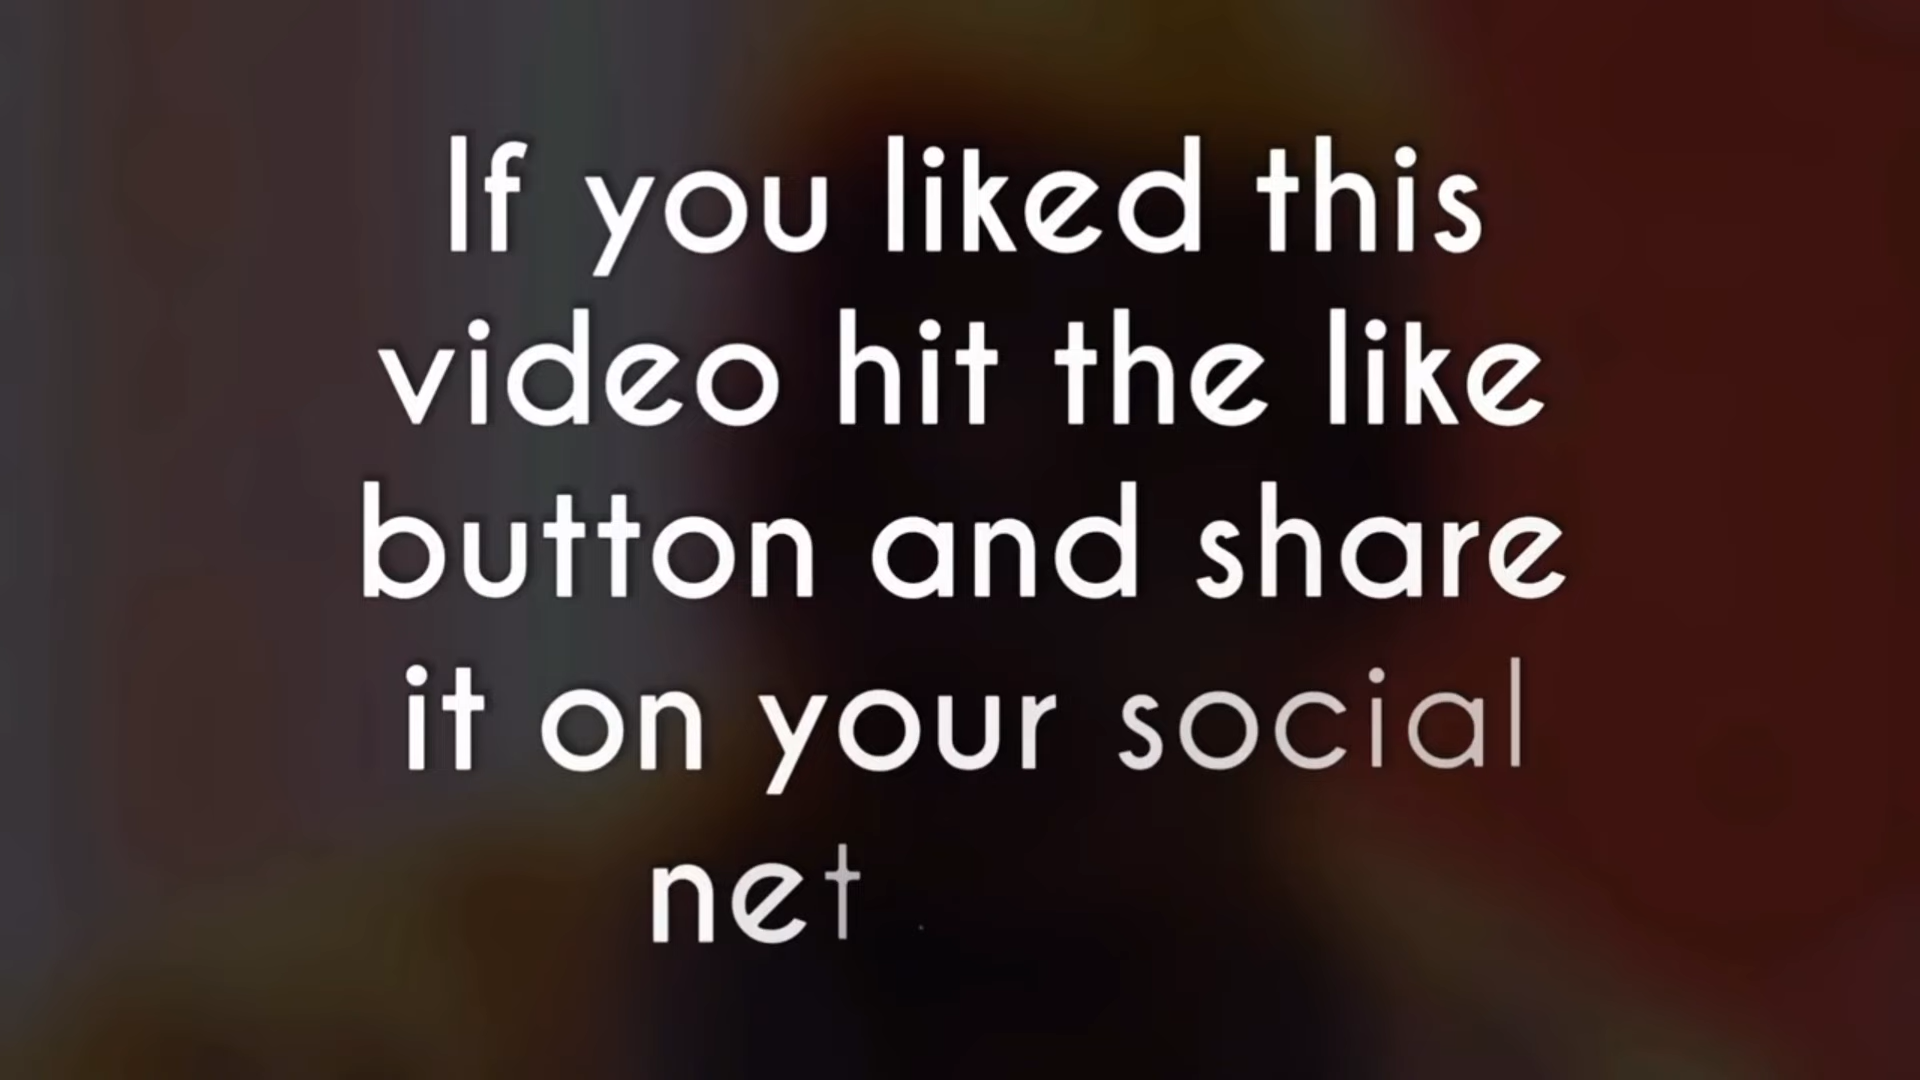 If you liked this
video hit the like
button and share
it on your social
net